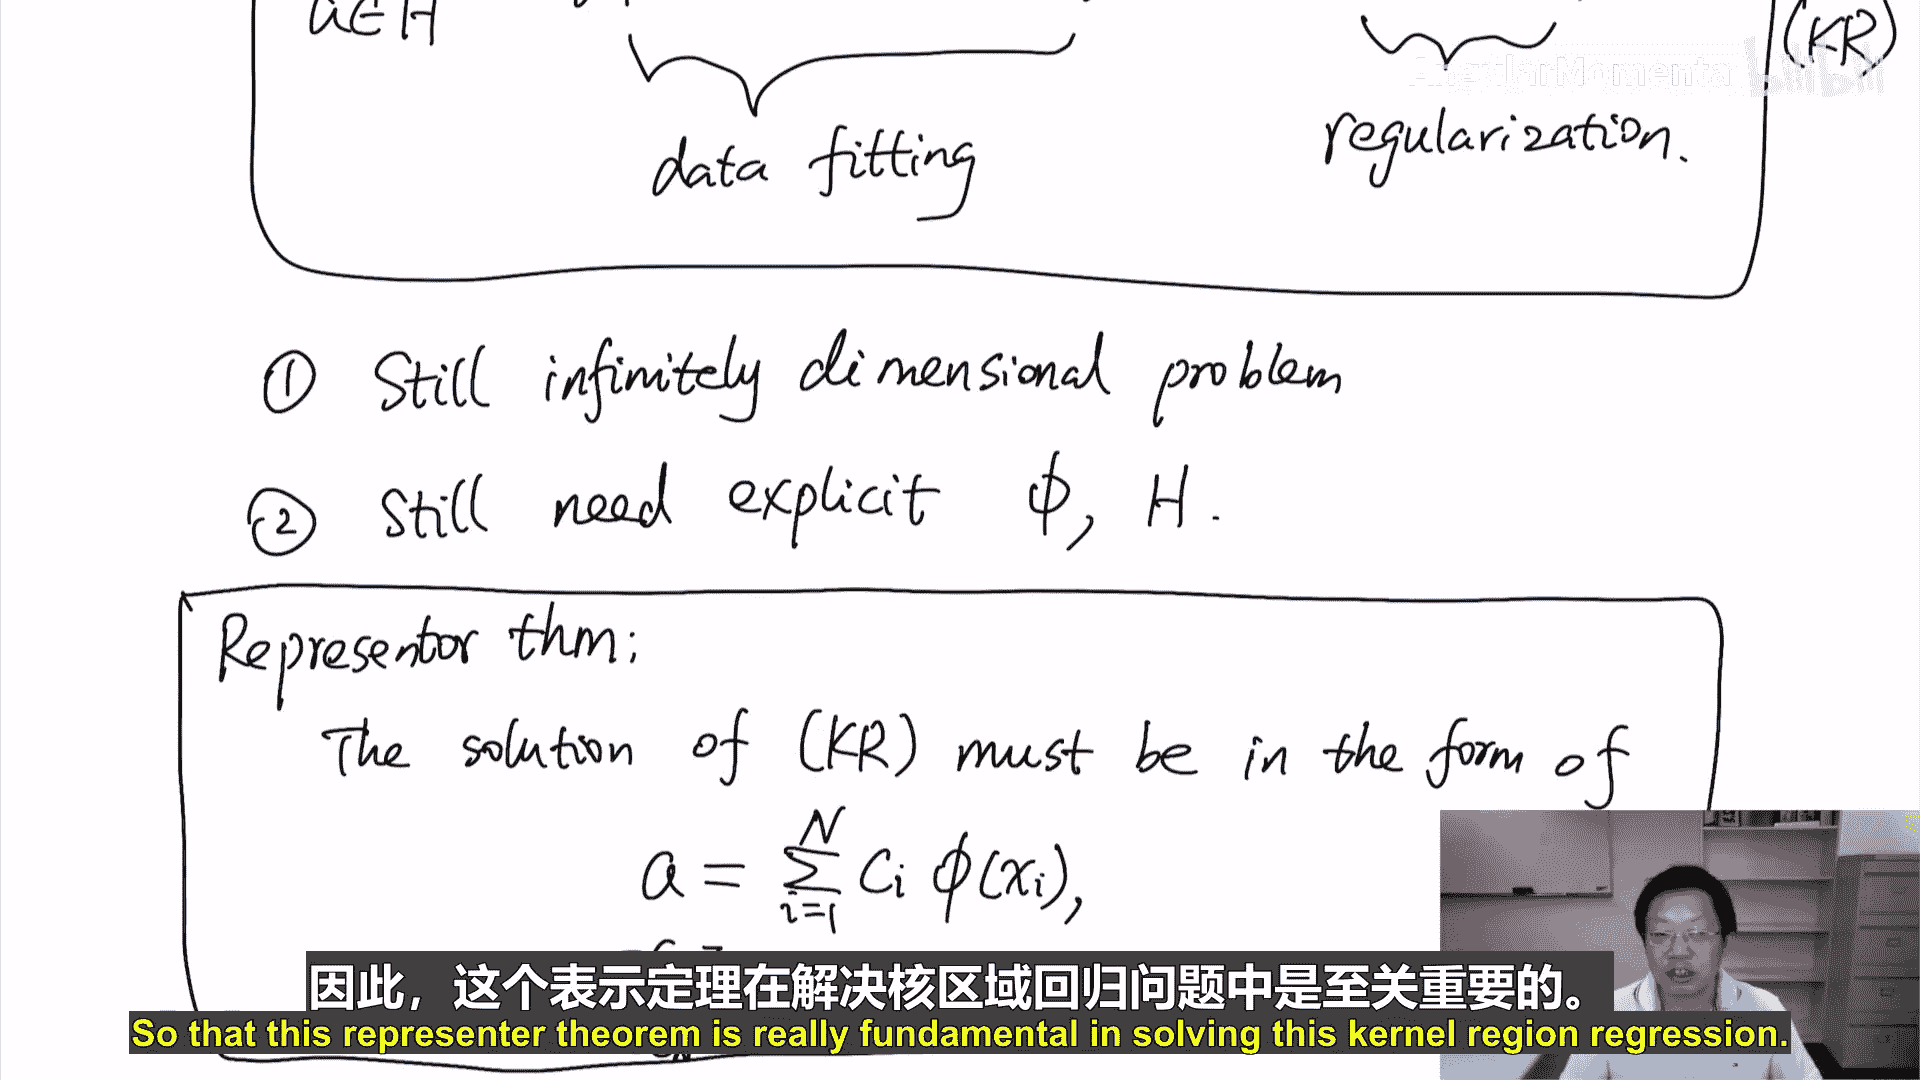 a∈H
(KR)
AngularMomenta bilibili
data fitting
regularization.
① Still infinitely dimensional problem
② Still need explicit ϕ, H.
Representor thm:
The solution of (KR) must be in the form of
a = \sum_{i=1}^{N} C_i ϕ(x_i),
因此，这个表示定理在解决核区域回归问题中是至关重要的。
So that this representer theorem is really fundamental in solving this kernel region regression.